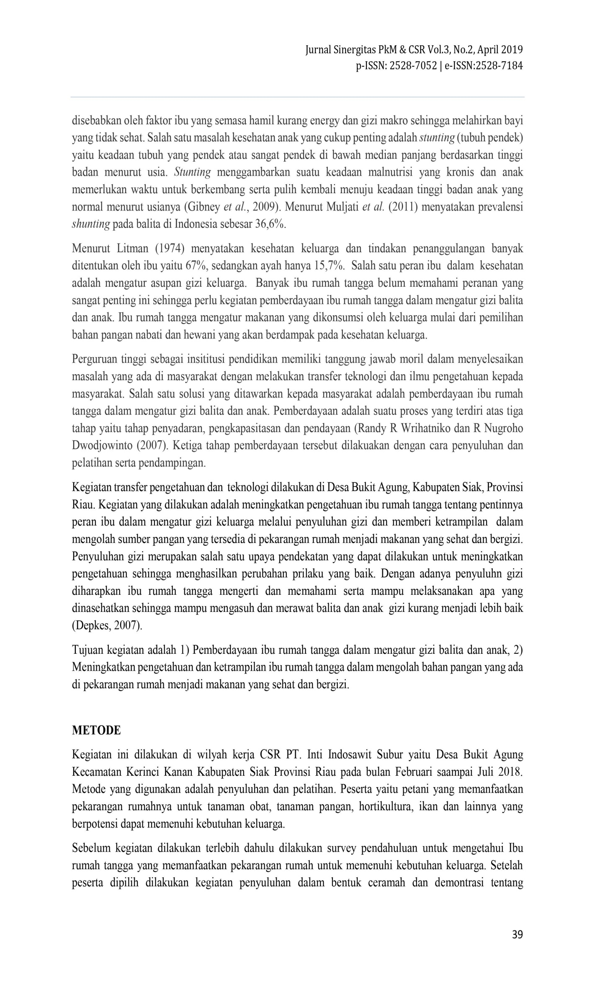 Jurnal Sinergitas PkM & CSR Vol.3, No.2, April 2019
p-ISSN: 2528-7052 | e-ISSN:2528-7184
disebabkan oleh faktor ibu yang semasa hamil kurang energy dan gizi makro sehingga melahirkan bayi
yang tidak sehat. Salah satu masalah kesehatan anak yang cukup penting adalah stunting (tubuh pendek)
yaitu keadaan tubuh yang pendek atau sangat pendek di bawah median panjang berdasarkan tinggi
badan menurut usia. Stunting menggambarkan suatu keadaan malnutrisi yang kronis dan anak
memerlukan waktu untuk berkembang serta pulih kembali menuju keadaan tinggi badan anak yang
normal menurut usianya (Gibney et al., 2009). Menurut Muljati et al. (2011) menyatakan prevalensi
shunting pada balita di Indonesia sebesar 36,6%.
Menurut Litman (1974) menyatakan kesehatan keluarga dan tindakan penanggulangan banyak
ditentukan oleh ibu yaitu 67%, sedangkan ayah hanya 15,7%. Salah satu peran ibu dalam kesehatan
adalah mengatur asupan gizi keluarga. Banyak ibu rumah tangga belum memahami peranan yang
sangat penting ini sehingga perlu kegiatan pemberdayaan ibu rumah tangga dalam mengatur gizi balita
dan anak. Ibu rumah tangga mengatur makanan yang dikonsumsi oleh keluarga mulai dari pemilihan
bahan pangan nabati dan hewani yang akan berdampak pada kesehatan keluarga.
Perguruan tinggi sebagai insititusi pendidikan memiliki tanggung jawab moril dalam menyelesaikan
masalah yang ada di masyarakat dengan melakukan transfer teknologi dan ilmu pengetahuan kepada
masyarakat. Salah satu solusi yang ditawarkan kepada masyarakat adalah pemberdayaan ibu rumah
tangga dalam mengatur gizi balita dan anak. Pemberdayaan adalah suatu proses yang terdiri atas tiga
tahap yaitu tahap penyadaran, pengkapasitasan dan pendayaan (Randy R Wrihatniko dan R Nugroho
Dwodjowinto (2007). Ketiga tahap pemberdayaan tersebut dilakuakan dengan cara penyuluhan dan
pelatihan serta pendampingan.
Kegiatan transfer pengetahuan dan teknologi dilakukan di Desa Bukit Agung, Kabupaten Siak, Provinsi
Riau. Kegiatan yang dilakukan adalah meningkatkan pengetahuan ibu rumah tangga tentang pentinnya
peran ibu dalam mengatur gizi keluarga melalui penyuluhan gizi dan memberi ketrampilan dalam
mengolah sumber pangan yang tersedia di pekarangan rumah menjadi makanan yang sehat dan bergizi.
Penyuluhan gizi merupakan salah satu upaya pendekatan yang dapat dilakukan untuk meningkatkan
pengetahuan sehingga menghasilkan perubahan prilaku yang baik. Dengan adanya penyuluhn gizi
diharapkan ibu rumah tangga mengerti dan memahami serta mampu melaksanakan apa yang
dinasehatkan sehingga mampu mengasuh dan merawat balita dan anak gizi kurang menjadi lebih baik
(Depkes, 2007).
Tujuan kegiatan adalah 1) Pemberdayaan ibu rumah tangga dalam mengatur gizi balita dan anak, 2)
Meningkatkan pengetahuan dan ketrampilan ibu rumah tangga dalam mengolah bahan pangan yang ada
di pekarangan rumah menjadi makanan yang sehat dan bergizi.
METODE
Kegiatan ini dilakukan di wilyah kerja CSR PT. Inti Indosawit Subur yaitu Desa Bukit Agung
Kecamatan Kerinci Kanan Kabupaten Siak Provinsi Riau pada bulan Februari saampai Juli 2018.
Metode yang digunakan adalah penyuluhan dan pelatihan. Peserta yaitu petani yang memanfaatkan
pekarangan rumahnya untuk tanaman obat, tanaman pangan, hortikultura, ikan dan lainnya yang
berpotensi dapat memenuhi kebutuhan keluarga.
Sebelum kegiatan dilakukan terlebih dahulu dilakukan survey pendahuluan untuk mengetahui Ibu
rumah tangga yang memanfaatkan pekarangan rumah untuk memenuhi kebutuhan keluarga. Setelah
peserta dipilih dilakukan kegiatan penyuluhan dalam bentuk ceramah dan demontrasi tentang
39